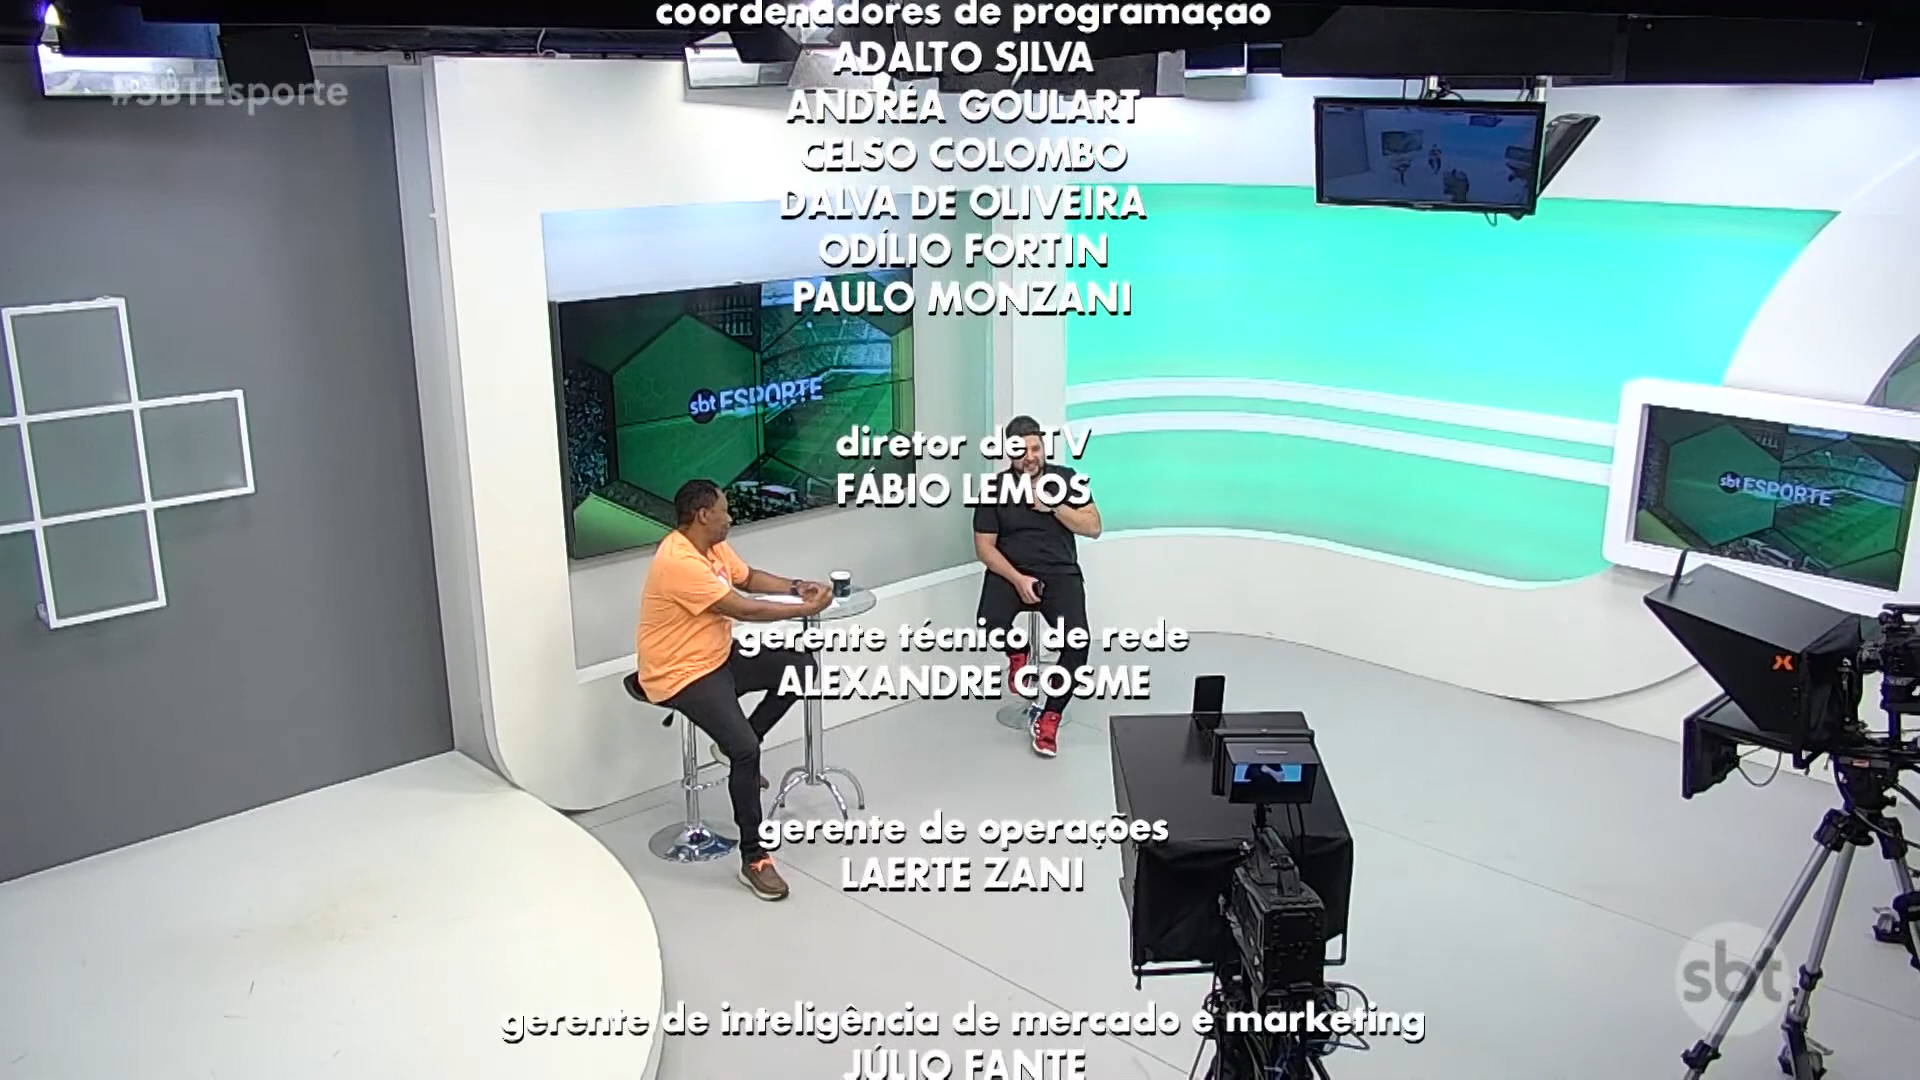 coordenadores de programação
ADALTO SILVA
#SBTEsporte
ANDRÉA GOULART
CELSO COLOMBO
DALVA DE OLIVEIRA
ODÍLIO FORTIN
PAULO MONZANI
sbt ESPORTE
diretor de TV
FÁBIO LEMOS
sbt ESPORTE
gerente técnico de rede
ALEXANDRE COSME
gerente de operações
LAERTE ZANI
sbt
gerente de inteligência de mercado e marketing
JÚLIO FANTE